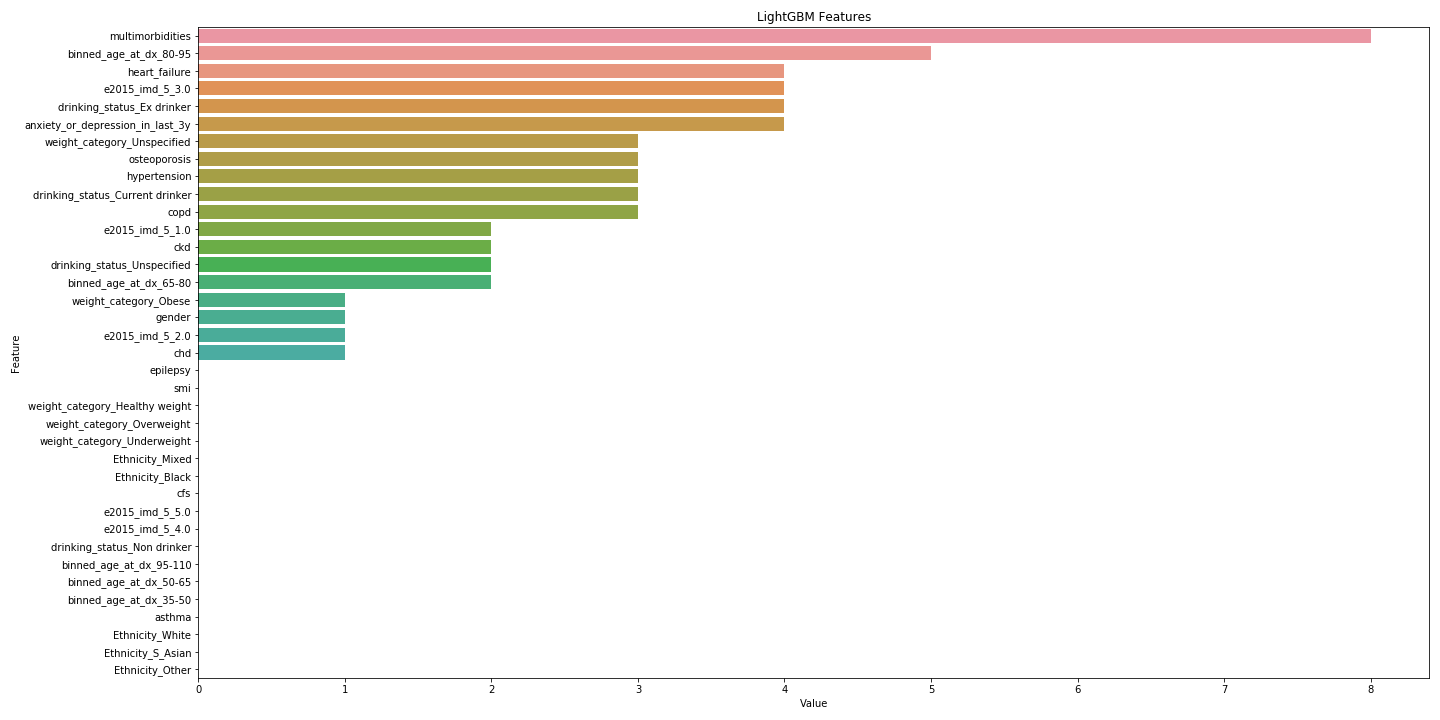 LightGBM Features
multimorbidities
binned_age_at_dx_80-95
heart_failure
e2015_imd_5_3.0
drinking_status_Ex drinker
anxiety_or_depression_in_last_3y
weight_category_Unspecified
osteoporosis
hypertension
drinking_status_Current drinker
copd
e2015_imd_5_1.0
ckd
drinking_status_Unspecified
binned_age_at_dx_65-80
weight_category_Obese
gender
e2015_imd_5_2.0
chd
epilepsy
smi
weight_category_Healthy weight
weight_category_Overweight
weight_category_Underweight
Ethnicity_Mixed
Ethnicity_Black
cfs
e2015_imd_5_5.0
e2015_imd_5_4.0
drinking_status_Non drinker
binned_age_at_dx_95-110
binned_age_at_dx_50-65
binned_age_at_dx_35-50
asthma
Ethnicity_White
Ethnicity_S_Asian
Ethnicity_Other
Feature
0 1 2 3 4 5 6 7 8
Value